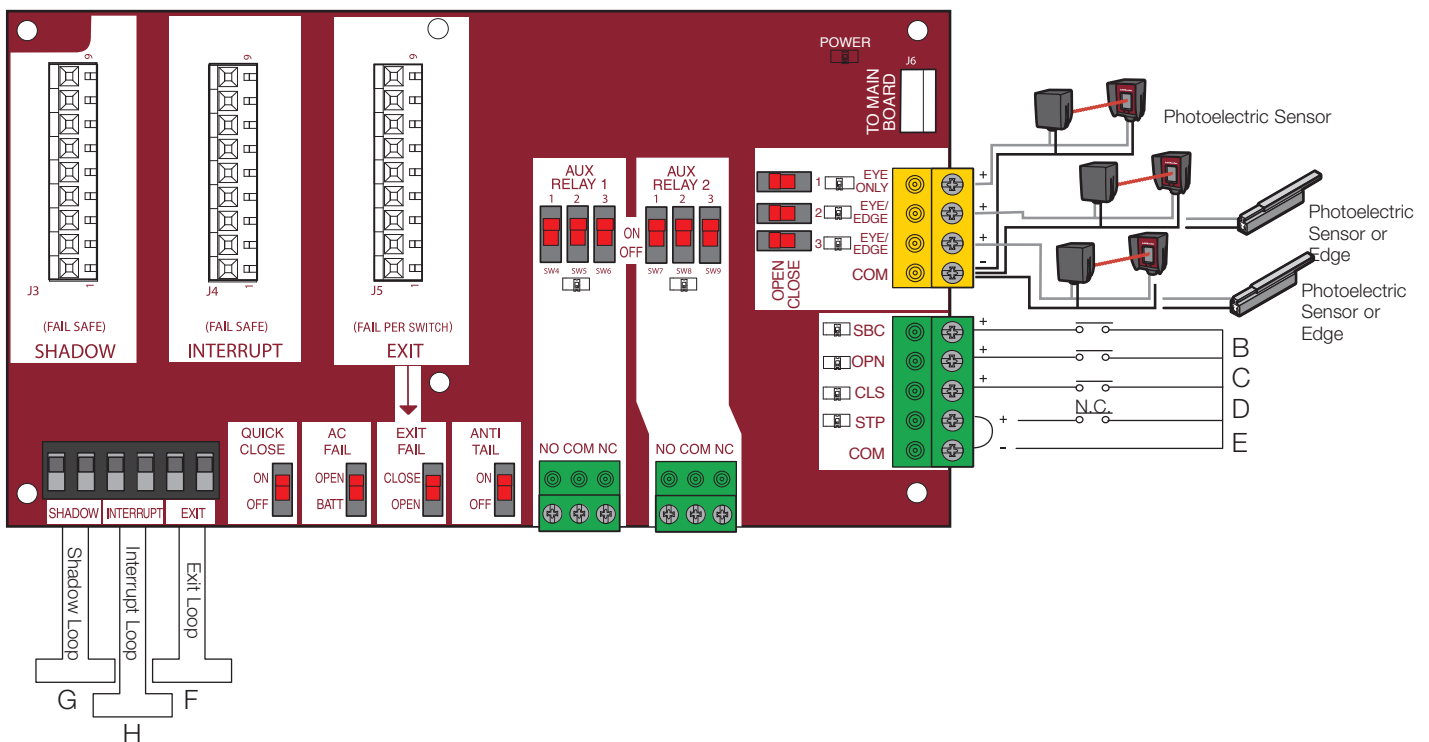 POWER
J6
TO MAIN
BOARD
9
1
J3
(FAIL SAFE)
SHADOW
9
1
J4
(FAIL SAFE)
INTERRUPT
9
1
J5
(FAIL PER SWITCH)
EXIT
AUX
RELAY 1
1 2 3
SW4 SW5 SW6
ON
OFF
AUX
RELAY 2
1 2 3
SW7 SW8 SW9
1 EYE
ONLY
2 EYE/
EDGE
3 EYE/
EDGE
COM
OPEN
CLOSE
+
+
+
-
Photoelectric Sensor
Photoelectric
Sensor or
Edge
Photoelectric
Sensor or
Edge
SBC
OPN
CLS
STP
COM
+
+
+
+
-
N.C.
B
C
D
E
QUICK
CLOSE
ON
OFF
AC
FAIL
OPEN
BATT
EXIT
FAIL
CLOSE
OPEN
ANTI
TAIL
ON
OFF
NO COM NC
NO COM NC
SHADOW
INTERRUPT
EXIT
Shadow Loop
Interrupt Loop
Exit Loop
G
F
H